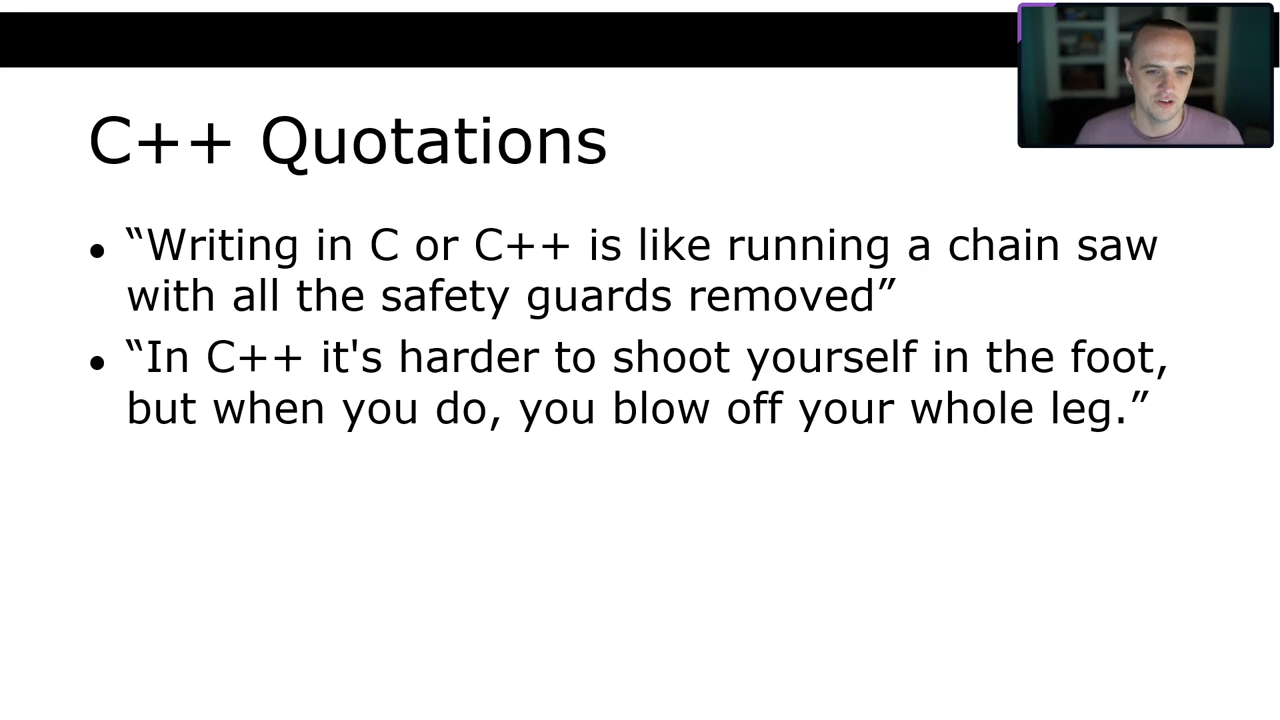 C++ Quotations
• “Writing in C or C++ is like running a chain saw
with all the safety guards removed”
• “In C++ it's harder to shoot yourself in the foot,
but when you do, you blow off your whole leg.”